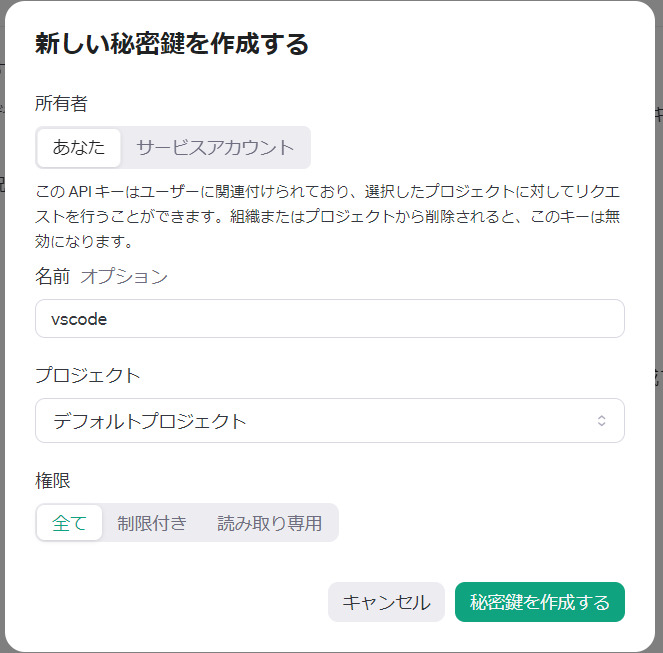 新しい秘密鍵を作成する
所有者
あなた サービスアカウント
この API キーはユーザーに関連付けられており、選択したプロジェクトに対してリクエ
ストを行うことができます。組織またはプロジェクトから削除されると、このキーは無
効になります。
名前 オプション
vscode
プロジェクト
デフォルトプロジェクト
権限
全て 制限付き 読み取り専用
キャンセル 秘密鍵を作成する